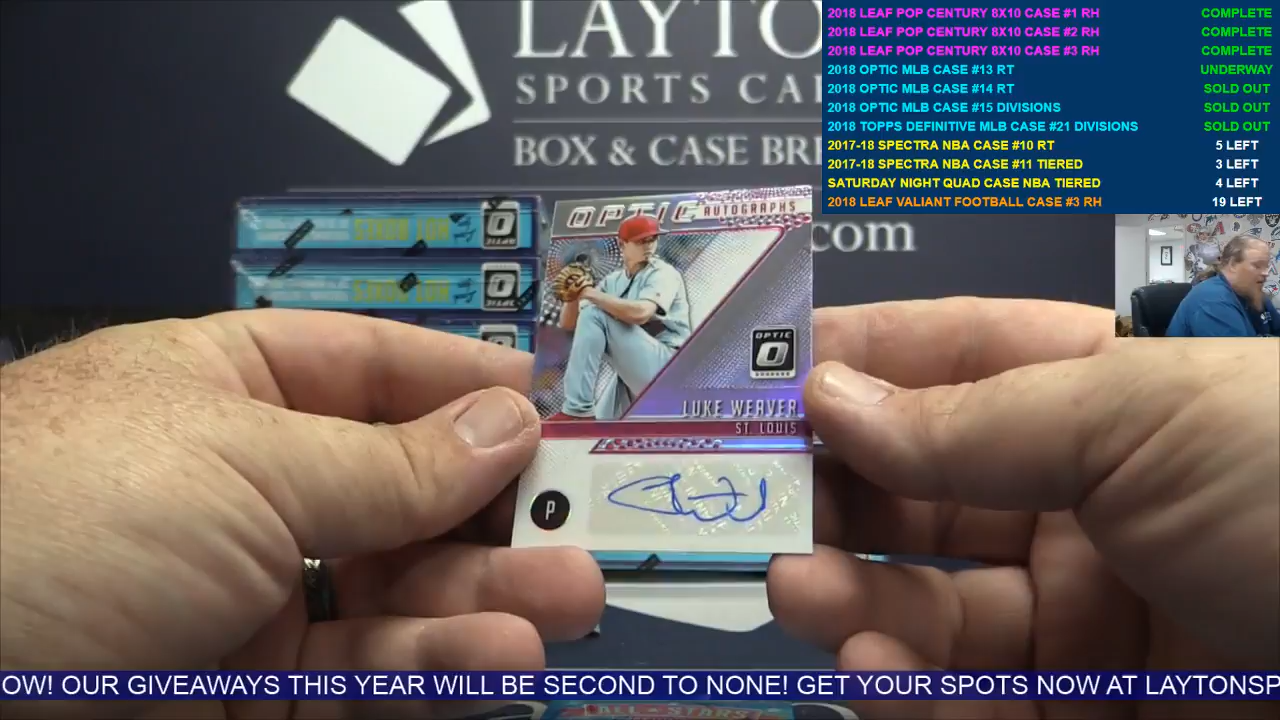 LAYTO
SPORTS CA
BOX & CASE BRE
.com
2018 LEAF POP CENTURY 8X10 CASE #1 RH COMPLETE
2018 LEAF POP CENTURY 8X10 CASE #2 RH COMPLETE
2018 LEAF POP CENTURY 8X10 CASE #3 RH COMPLETE
2018 OPTIC MLB CASE #13 RT UNDERWAY
2018 OPTIC MLB CASE #14 RT SOLD OUT
2018 OPTIC MLB CASE #15 DIVISIONS SOLD OUT
2018 TOPPS DEFINITIVE MLB CASE #21 DIVISIONS SOLD OUT
2017-18 SPECTRA NBA CASE #10 RT 5 LEFT
2017-18 SPECTRA NBA CASE #11 TIERED 3 LEFT
SATURDAY NIGHT QUAD CASE NBA TIERED 4 LEFT
2018 LEAF VALIANT FOOTBALL CASE #3 RH 19 LEFT
OPTIC AUTOGRAPHS
OPTIC
LUKE WEAVER
ST. LOUIS
P
OW! OUR GIVEAWAYS THIS YEAR WILL BE SECOND TO NONE! GET YOUR SPOTS NOW AT LAYTONSP
ALL-STARS